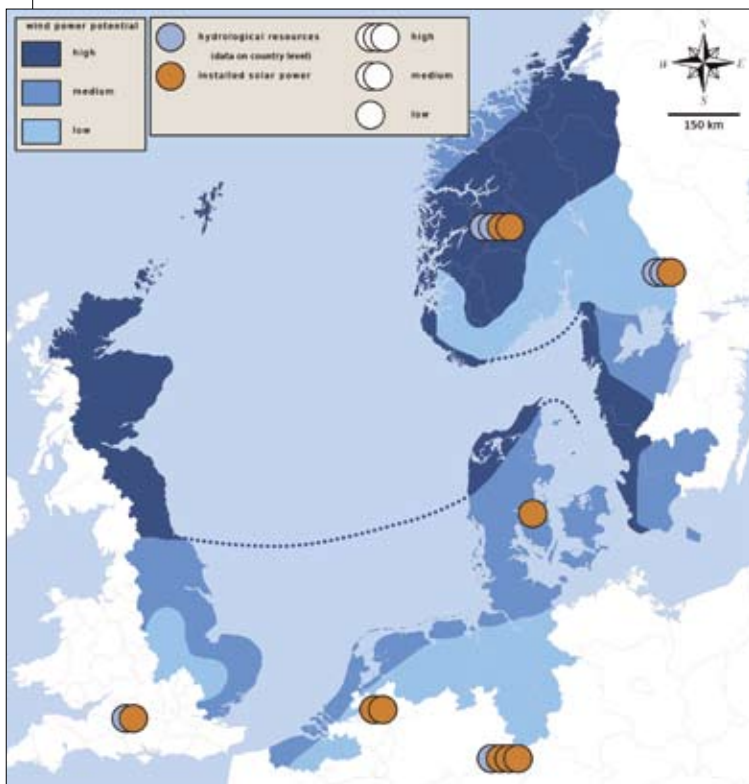 wind power potential
high
medium
low
hydrological resources
(data on country level)
installed solar power
high
medium
low
N
W E
S
150 km